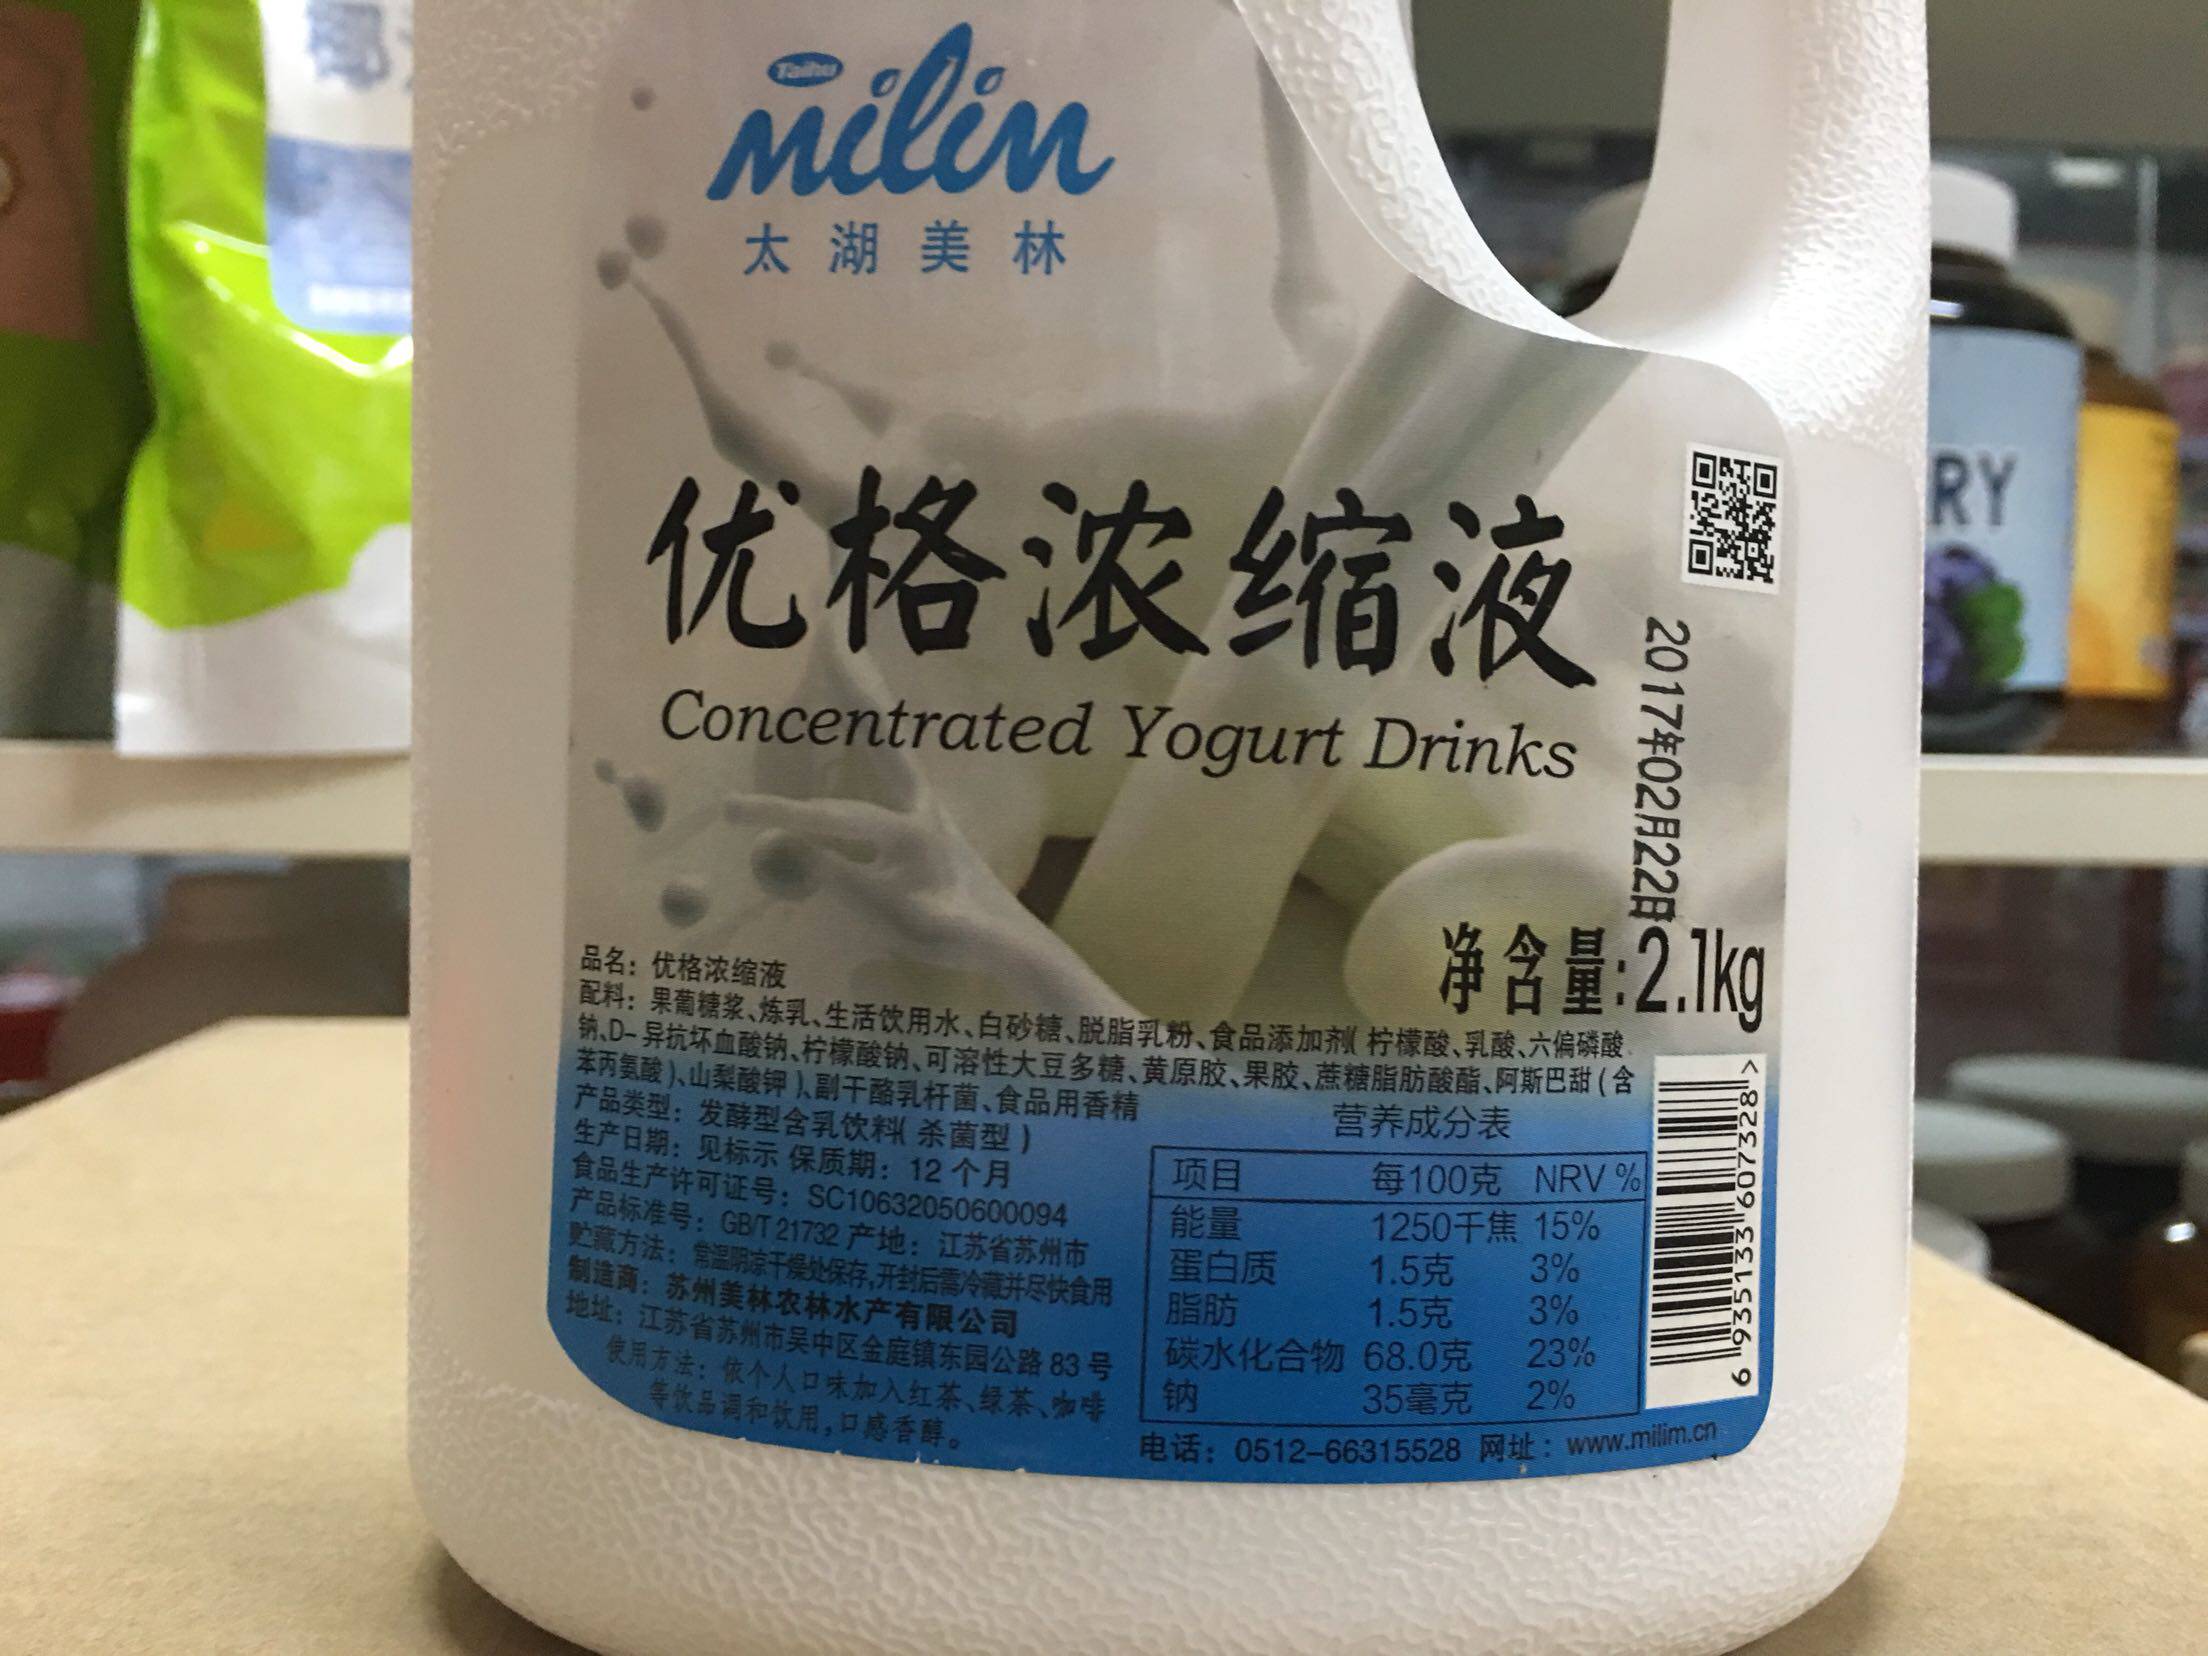 Taihu
milin
太湖美林
优格浓缩液
Concentrated Yogurt Drinks
2017年02月22日
净含量:2.1kg
品名：优格浓缩液
配料：果葡糖浆、炼乳、生活饮用水、白砂糖、脱脂乳粉、食品添加剂(柠檬酸、乳酸、六偏磷酸
钠、D-异抗坏血酸钠、柠檬酸钠、可溶性大豆多糖、黄原胶、果胶、蔗糖脂肪酸酯、阿斯巴甜(含
苯丙氨酸)、山梨酸钾)、副干酪乳杆菌、食品用香精
产品类型：发酵型含乳饮料(杀菌型)
生产日期：见标示 保质期：12个月
食品生产许可证号：SC10632050600094
产品标准号：GB/T 21732 产地：江苏省苏州市
贮藏方法：常温阴凉干燥处保存,开封后需冷藏并尽快食用
制造商：苏州美林农林水产有限公司
地址：江苏省苏州市吴中区金庭镇东园公路83号
使用方法：依个人口味加入红茶、绿茶、咖啡
等饮品调和饮用,口感香醇。
营养成分表
项目 每100克 NRV %
能量 1250千焦 15%
蛋白质 1.5克 3%
脂肪 1.5克 3%
碳水化合物 68.0克 23%
钠 35毫克 2%
电话：0512-66315528 网址：www.milim.cn
6 935133 607328
RY